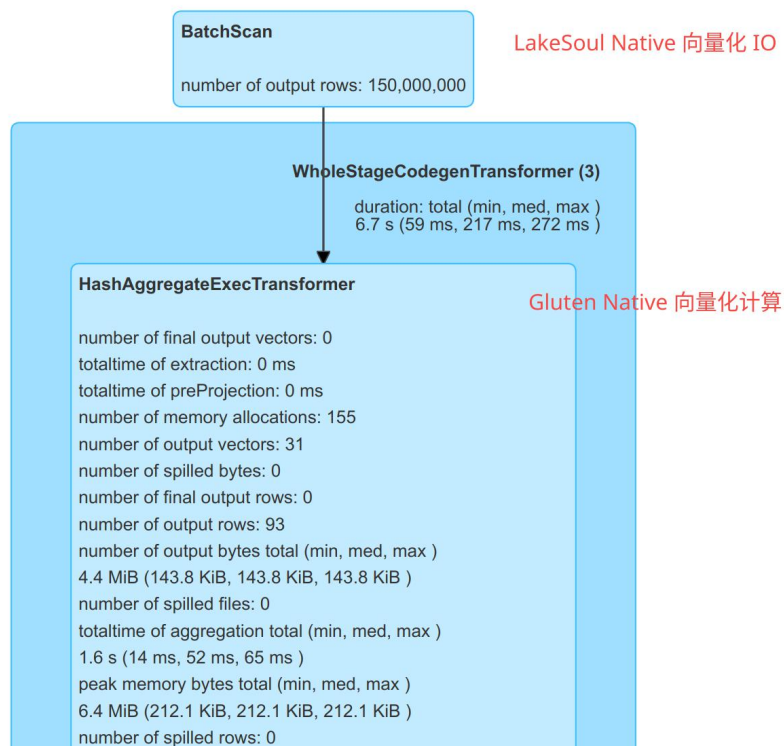 BatchScan
LakeSoul Native 向量化 IO
number of output rows: 150,000,000
WholeStageCodegenTransformer (3)
duration: total (min, med, max )
6.7 s (59 ms, 217 ms, 272 ms )
HashAggregateExecTransformer
Gluten Native 向量化计算
number of final output vectors: 0
totaltime of extraction: 0 ms
totaltime of preProjection: 0 ms
number of memory allocations: 155
number of output vectors: 31
number of spilled bytes: 0
number of final output rows: 0
number of output rows: 93
number of output bytes total (min, med, max )
4.4 MiB (143.8 KiB, 143.8 KiB, 143.8 KiB )
number of spilled files: 0
totaltime of aggregation total (min, med, max )
1.6 s (14 ms, 52 ms, 65 ms )
peak memory bytes total (min, med, max )
6.4 MiB (212.1 KiB, 212.1 KiB, 212.1 KiB )
number of spilled rows: 0